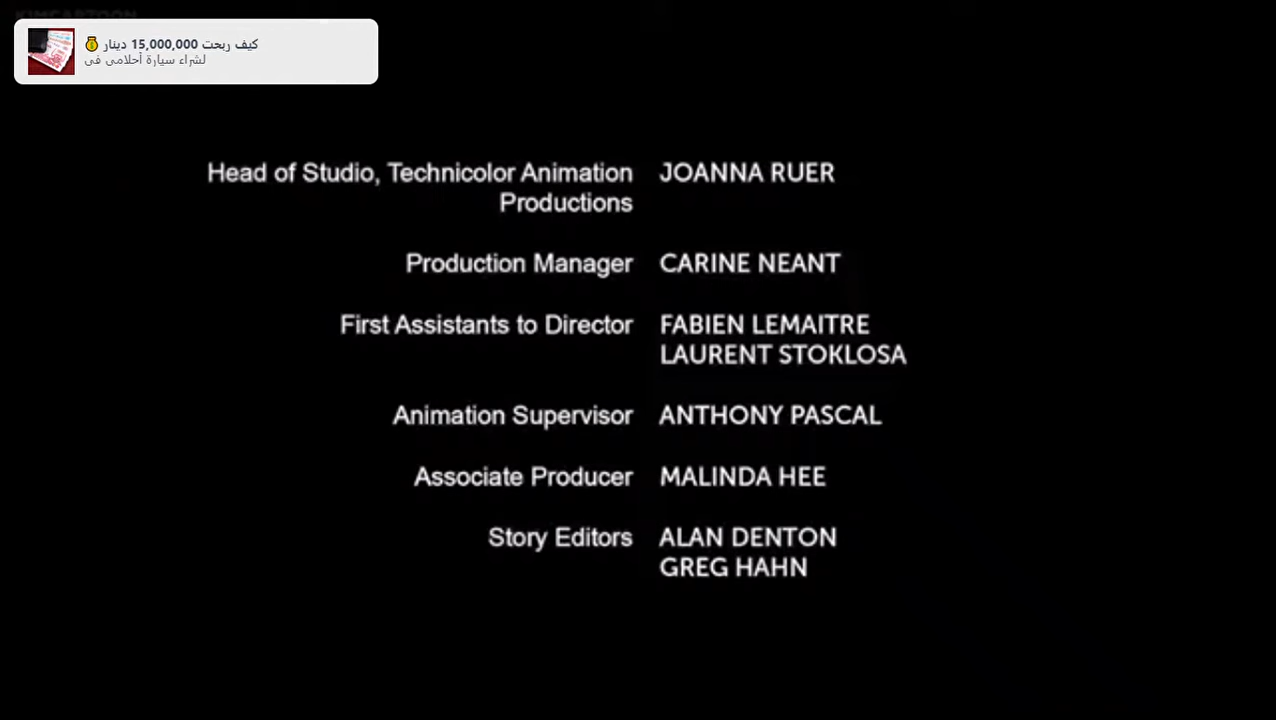 KIMCARTOON
كيف ربحت 15,000,000 دينار 💰
لشراء سيارة أحلامي في
Head of Studio, Technicolor Animation JOANNA RUER
Productions
Production Manager CARINE NEANT
First Assistants to Director FABIEN LEMAITRE
LAURENT STOKLOSA
Animation Supervisor ANTHONY PASCAL
Associate Producer MALINDA HEE
Story Editors ALAN DENTON
GREG HAHN